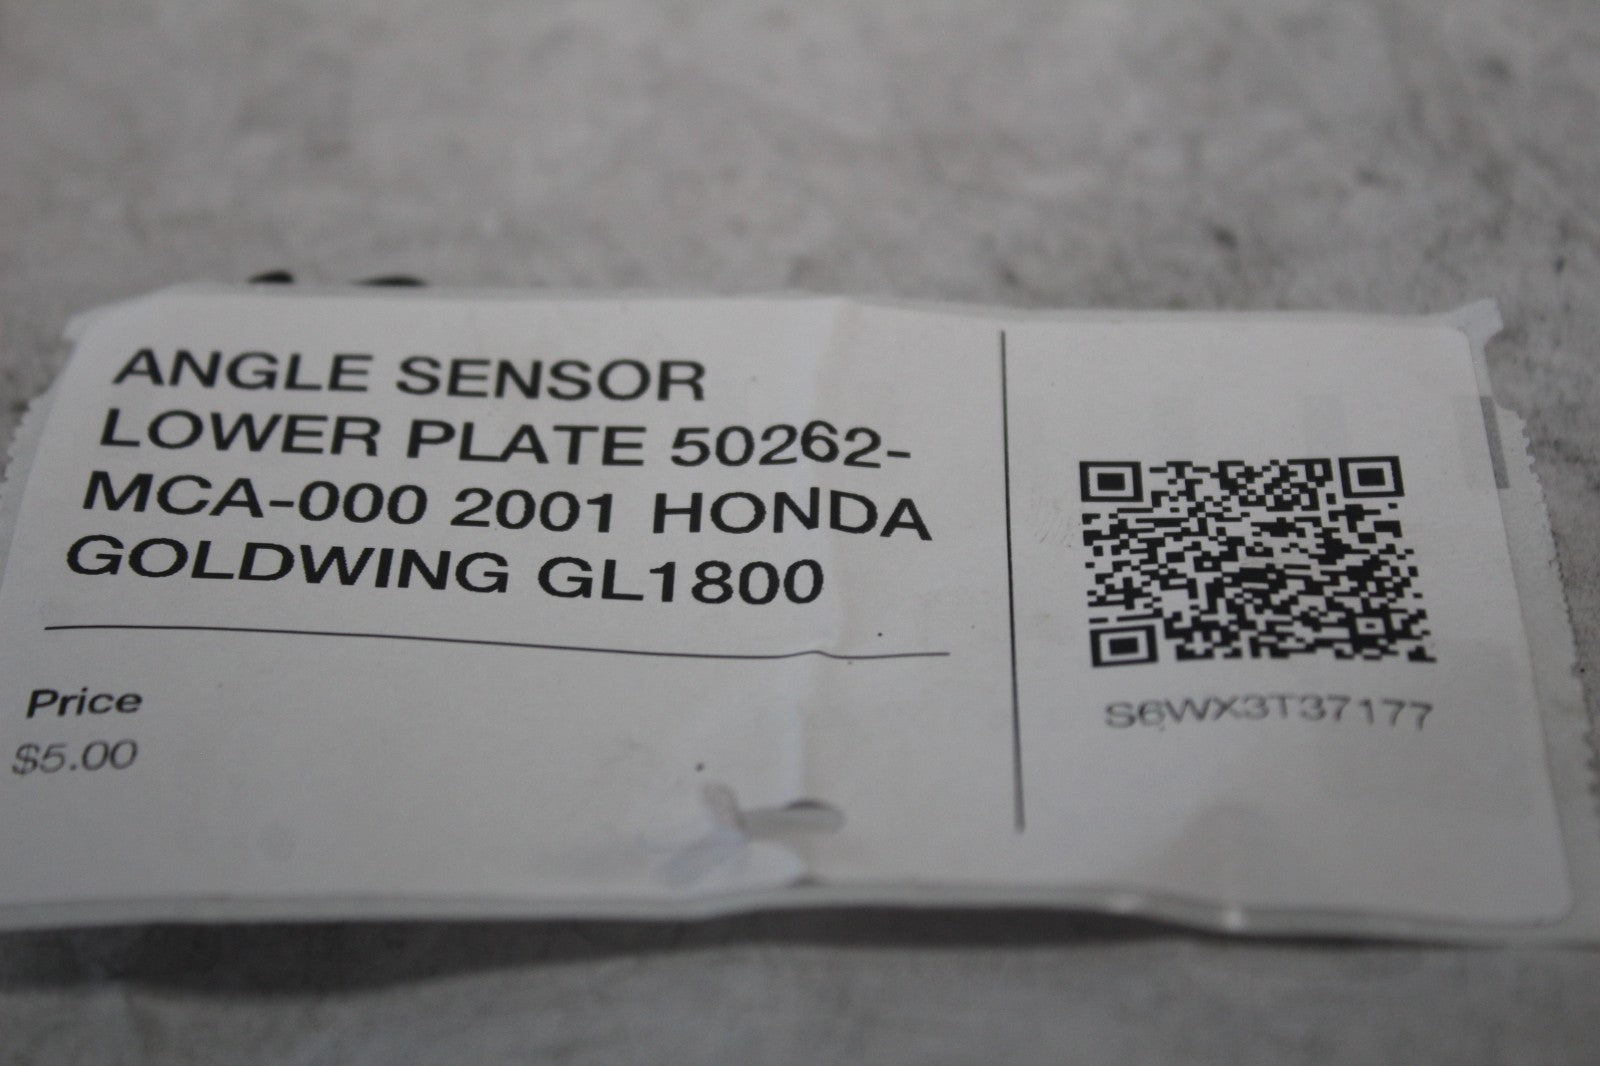 ANGLE SENSOR
LOWER PLATE 50262-
MCA-000 2001 HONDA
GOLDWING GL1800
Price
$5.00
S6WX3T37177